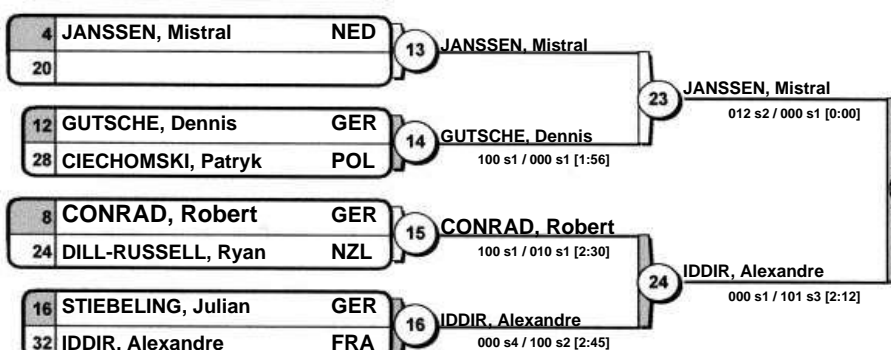 4 JANSSEN, Mistral NED
20
13
JANSSEN, Mistral
12 GUTSCHE, Dennis GER
28 CIECHOMSKI, Patryk POL
14
GUTSCHE, Dennis
100 s1 / 000 s1 [1:56]
23
JANSSEN, Mistral
012 s2 / 000 s1 [0:00]
8 CONRAD, Robert GER
24 DILL-RUSSELL, Ryan NZL
15
CONRAD, Robert
100 s1 / 010 s1 [2:30]
16 STIEBELING, Julian GER
32 IDDIR, Alexandre FRA
16
IDDIR, Alexandre
000 s4 / 100 s2 [2:45]
24
IDDIR, Alexandre
000 s1 / 101 s3 [2:12]